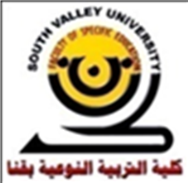 SOUTH VALLEY UNIVERSITY
FACULTY OF SPECIFIC EDUCATION
كلية التربية النوعية بقنا